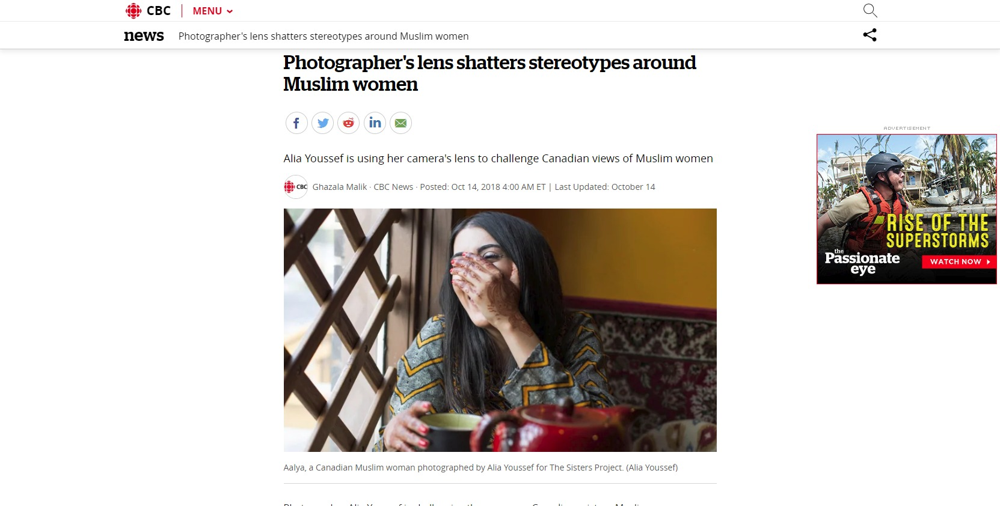 CBC
MENU
news
Photographer's lens shatters stereotypes around Muslim women
Photographer's lens shatters stereotypes around
Muslim women
Alia Youssef is using her camera's lens to challenge Canadian views of Muslim women
CBC
Ghazala Malik · CBC News · Posted: Oct 14, 2018 4:00 AM ET | Last Updated: October 14
Aalya, a Canadian Muslim woman photographed by Alia Youssef for The Sisters Project. (Alia Youssef)
ADVERTISEMENT
RISE OF THE
SUPERSTORMS
the
Passionate
eye
WATCH NOW